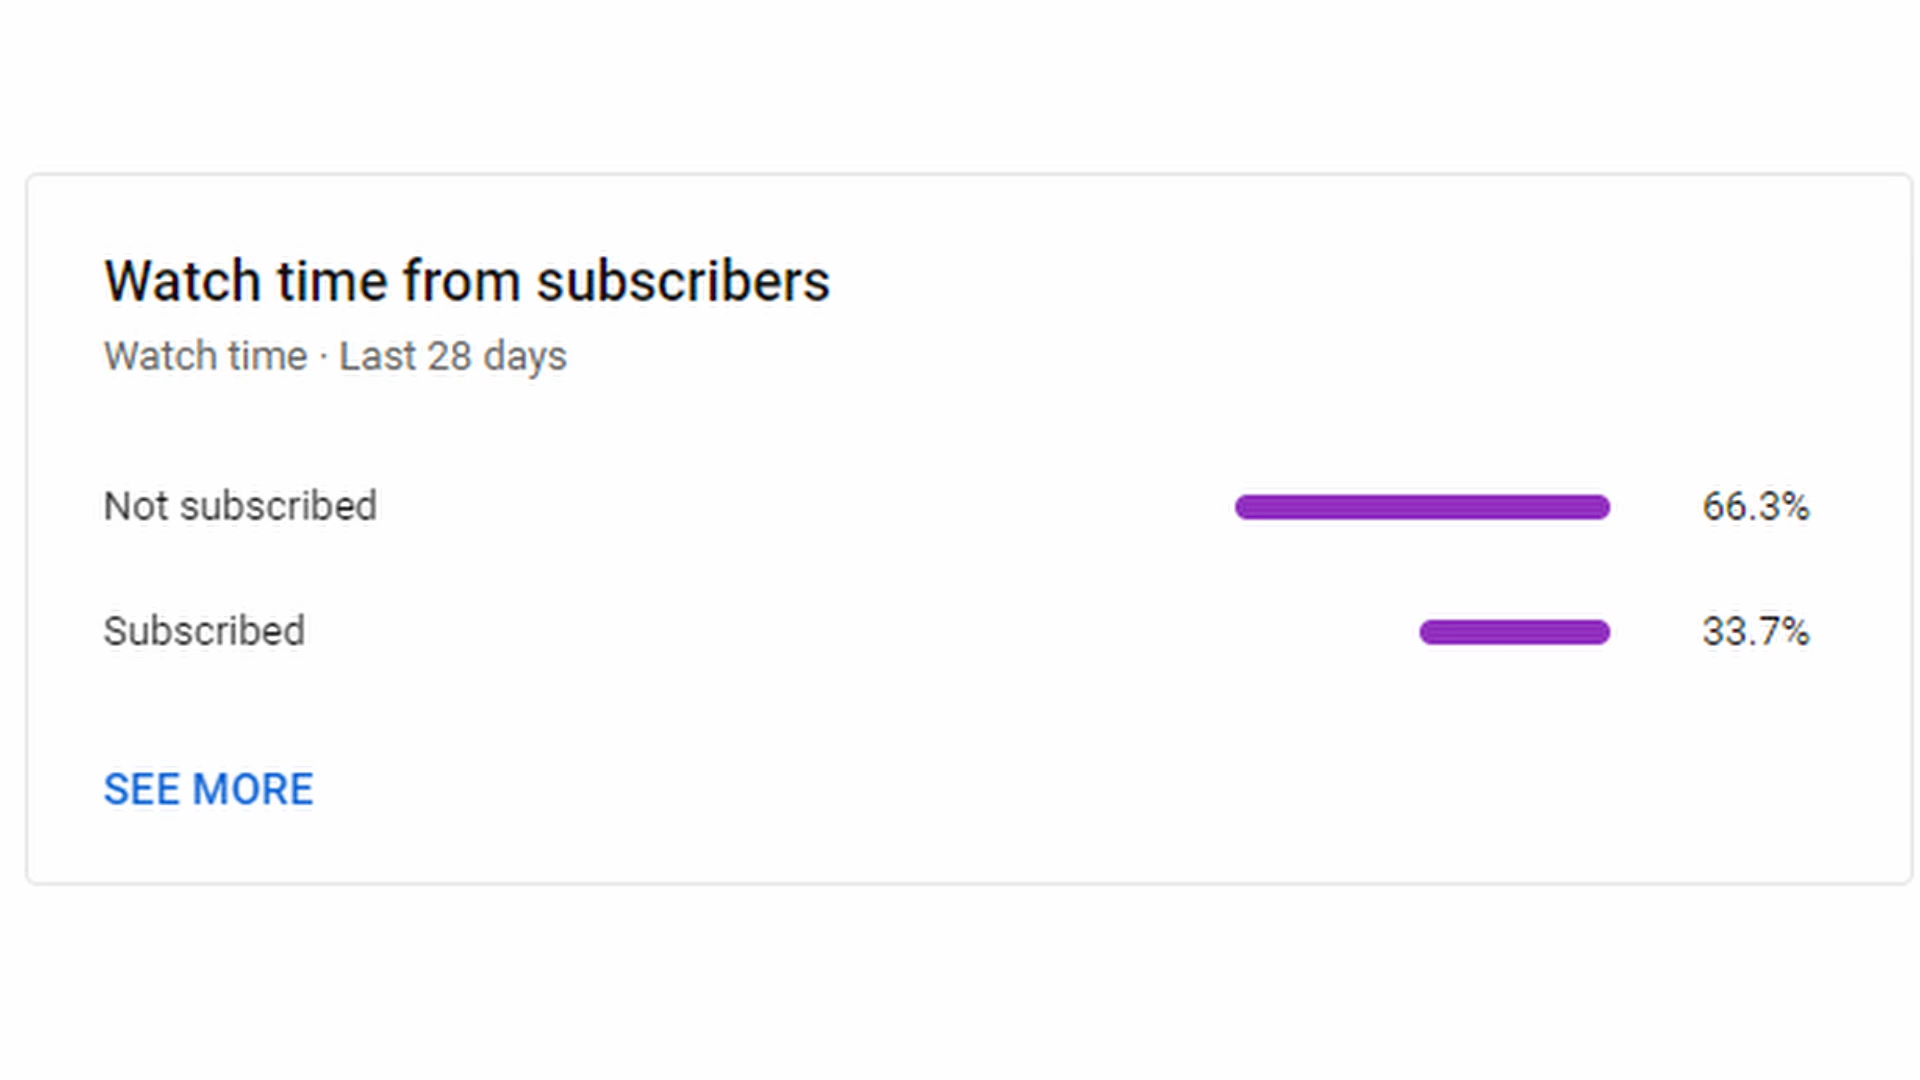 Watch time from subscribers
Watch time · Last 28 days
Not subscribed 66.3%
Subscribed 33.7%
SEE MORE